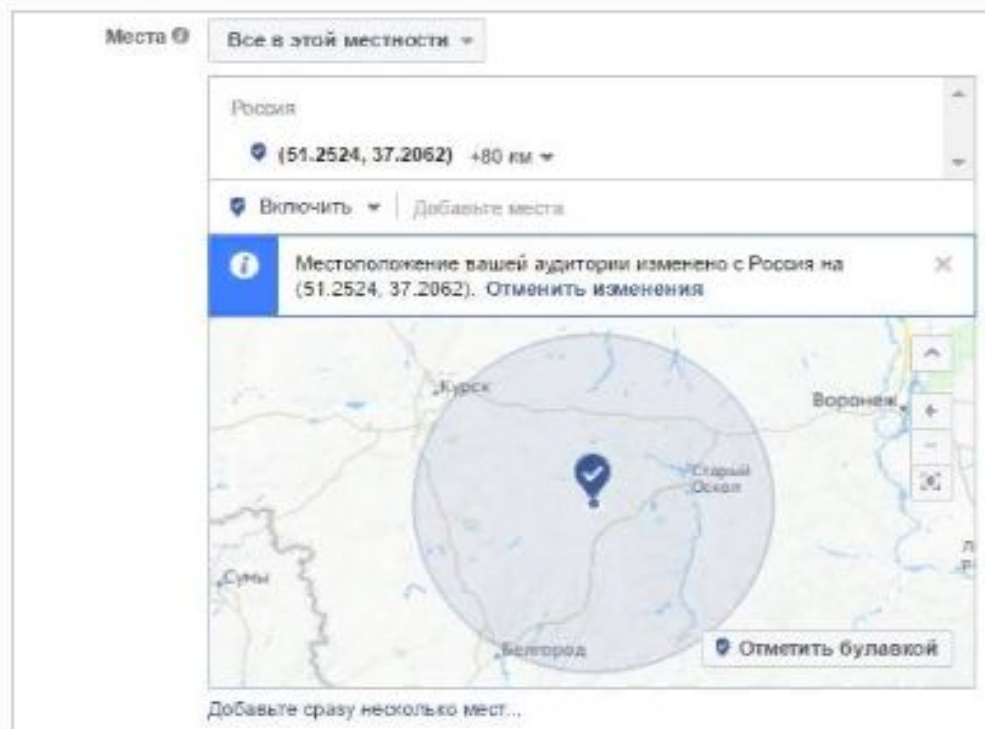 Места
Все в этой местности
Россия
(51.2524, 37.2062) +80 км
Включить Добавьте места
Местоположение вашей аудитории изменено с Россия на
(51.2524, 37.2062). Отменить изменения
Курск
Воронеж
Старый
Оскол
Сумы
Белгород
Отметить булавкой
Добавьте сразу несколько мест...